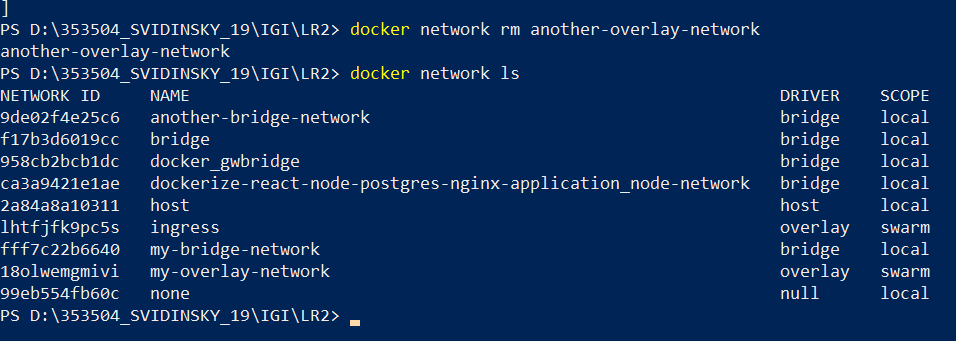 ]
PS D:\353504_SVIDINSKY_19\IGI\LR2> docker network rm another-overlay-network
another-overlay-network
PS D:\353504_SVIDINSKY_19\IGI\LR2> docker network ls
NETWORK ID     NAME                                                       DRIVER    SCOPE
9de02f4e25c6   another-bridge-network                                     bridge    local
f17b3d6019cc   bridge                                                     bridge    local
958cb2bcb1dc   docker_gwbridge                                            bridge    local
ca3a9421e1ae   dockerize-react-node-postgres-nginx-application_node-network   bridge    local
2a84a8a10311   host                                                       host      local
lhtfjfk9pc5s   ingress                                                    overlay   swarm
fff7c22b6640   my-bridge-network                                          bridge    local
18olwemgmivi   my-overlay-network                                         overlay   swarm
99eb554fb60c   none                                                       null      local
PS D:\353504_SVIDINSKY_19\IGI\LR2>